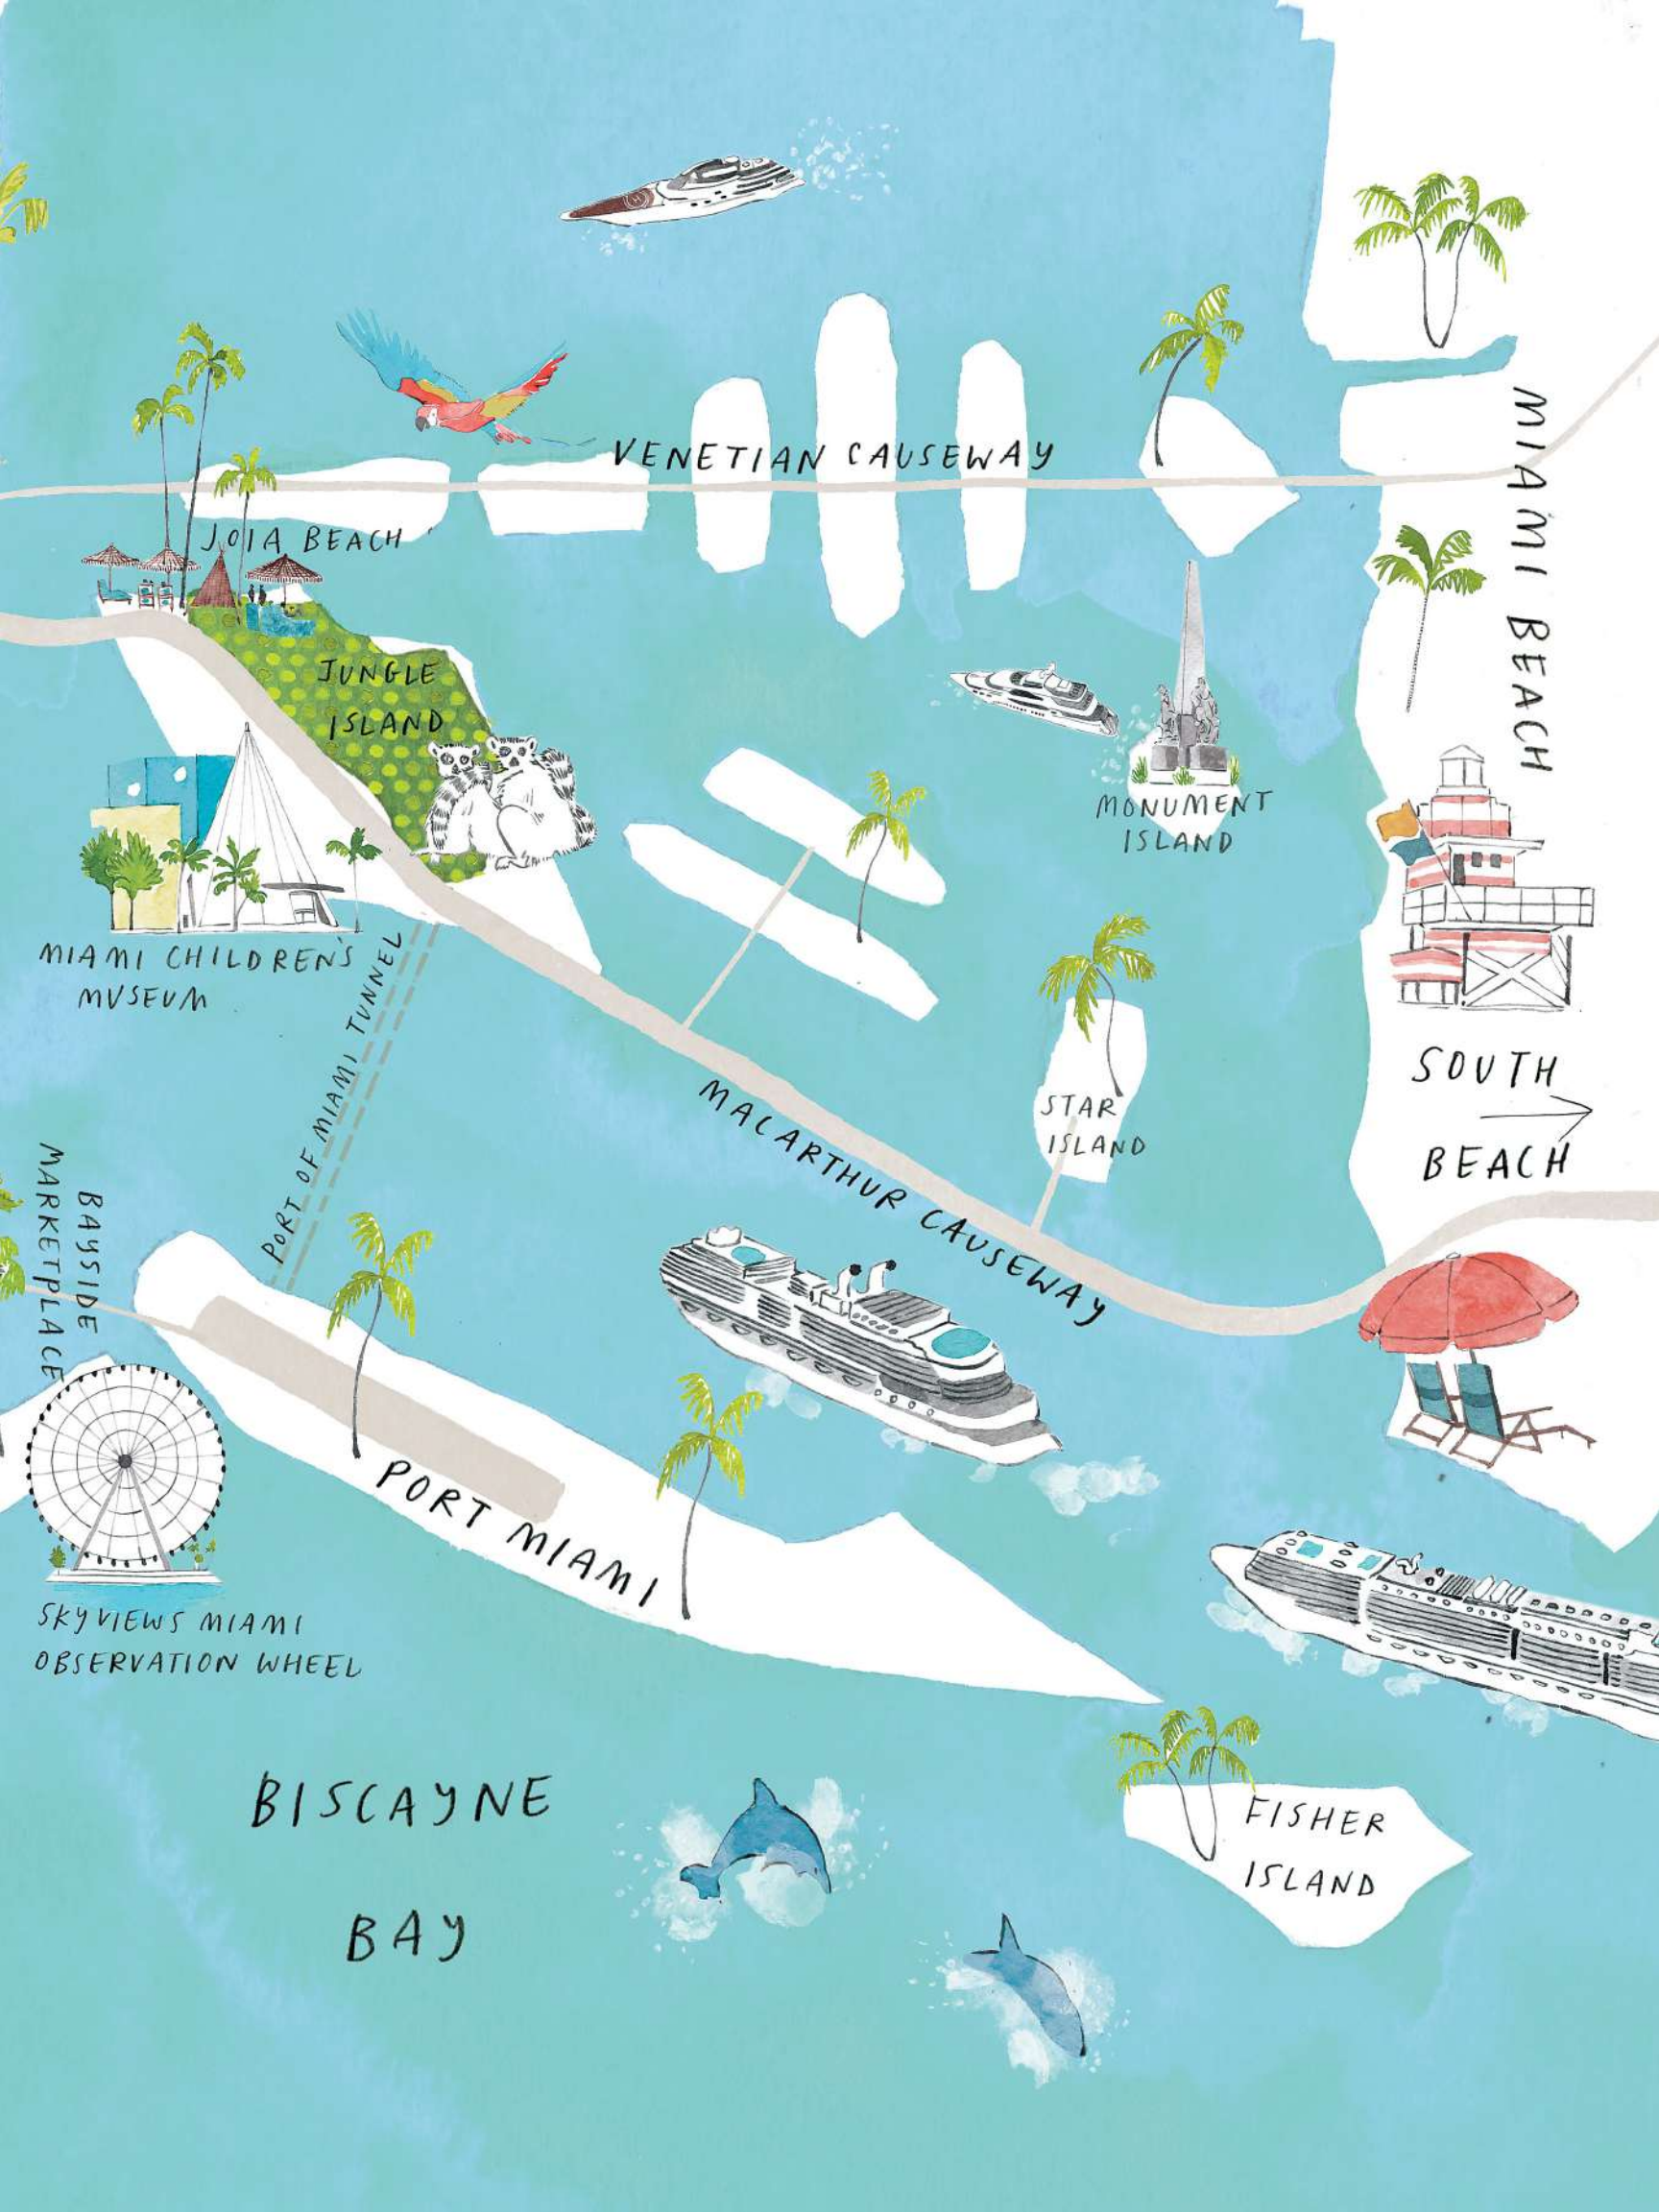 VENETIAN CAUSEWAY
MIAMI BEACH
JOIA BEACH
JUNGLE
ISLAND
MONUMENT
ISLAND
MIAMI CHILDREN'S
MUSEUM
PORT OF MIAMI TUNNEL
SOUTH
BEACH
STAR
ISLAND
MACARTHUR CAUSEWAY
BAYSIDE
MARKETPLACE
PORT MIAMI
SKYVIEWS MIAMI
OBSERVATION WHEEL
BISCAYNE
BAY
FISHER
ISLAND